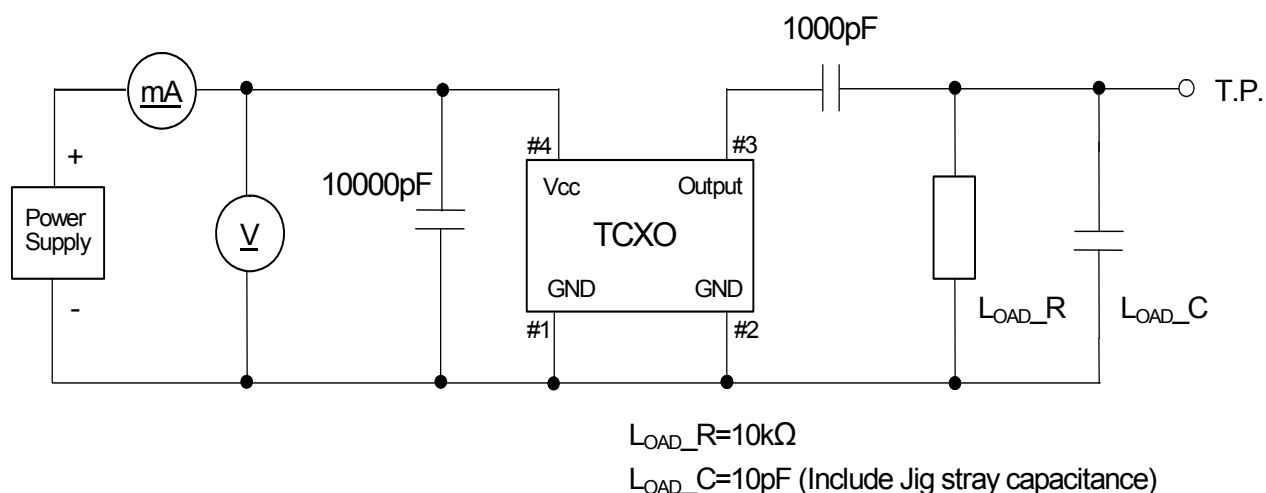 1000pF
mA
T.P.
+
#4
#3
10000pF
Vcc
Output
Power
Supply
V
TCXO
GND
GND
-
#1
#2
LOAD_R
LOAD_C
LOAD_R=10kΩ
LOAD_C=10pF (Include Jig stray capacitance)